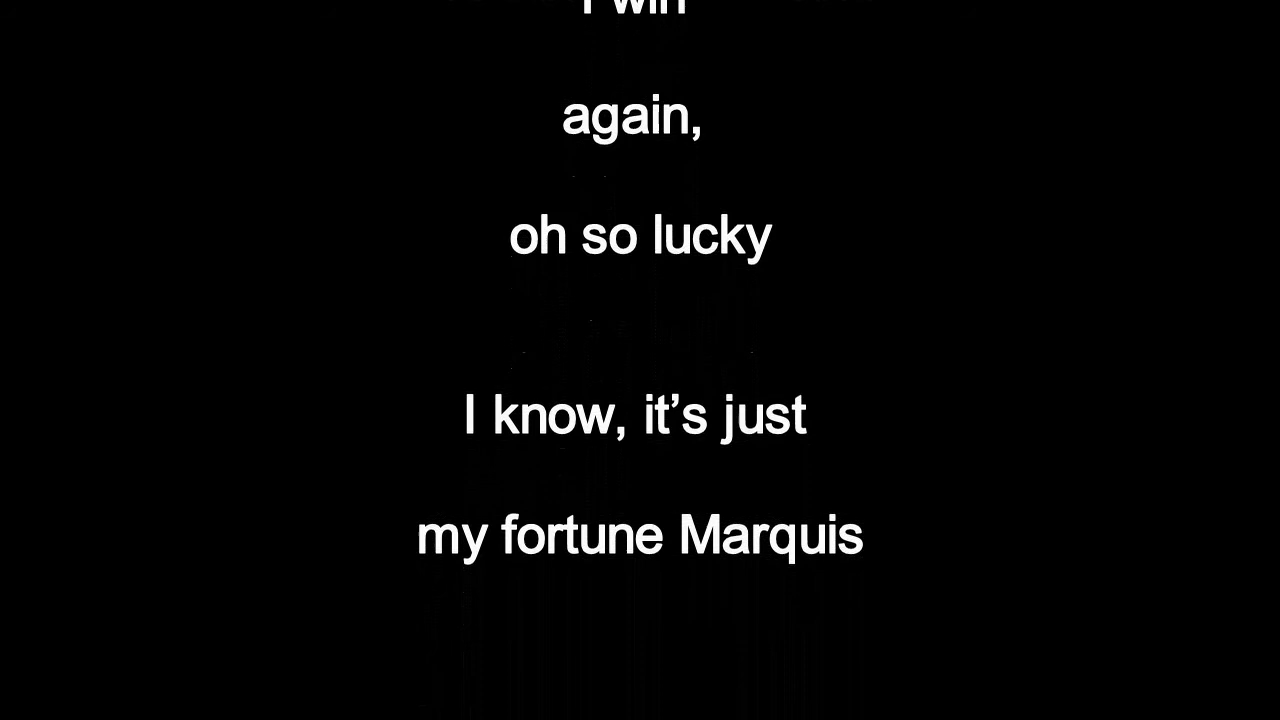 I win
again,
oh so lucky
I know, it’s just
my fortune Marquis